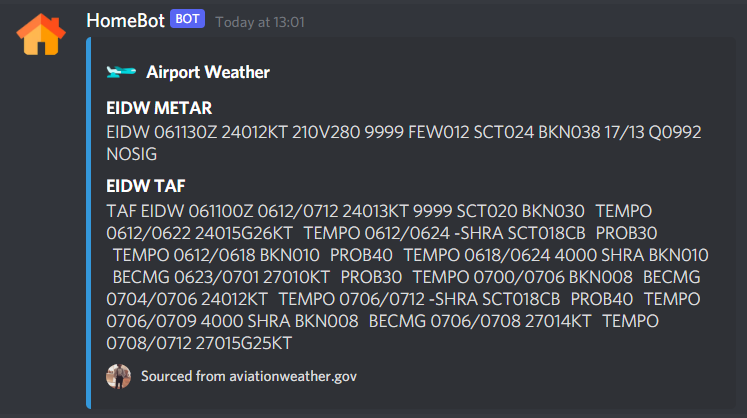 HomeBot BOT Today at 13:01
Airport Weather
EIDW METAR
EIDW 061130Z 24012KT 210V280 9999 FEW012 SCT024 BKN038 17/13 Q0992
NOSIG
EIDW TAF
TAF EIDW 061100Z 0612/0712 24013KT 9999 SCT020 BKN030 TEMPO
0612/0622 24015G26KT TEMPO 0612/0624 -SHRA SCT018CB PROB30
TEMPO 0612/0618 BKN010 PROB40 TEMPO 0618/0624 4000 SHRA BKN010
BECMG 0623/0701 27010KT PROB30 TEMPO 0700/0706 BKN008 BECMG
0704/0706 24012KT TEMPO 0706/0712 -SHRA SCT018CB PROB40 TEMPO
0706/0709 4000 SHRA BKN008 BECMG 0706/0708 27014KT TEMPO
0708/0712 27015G25KT
Sourced from aviationweather.gov